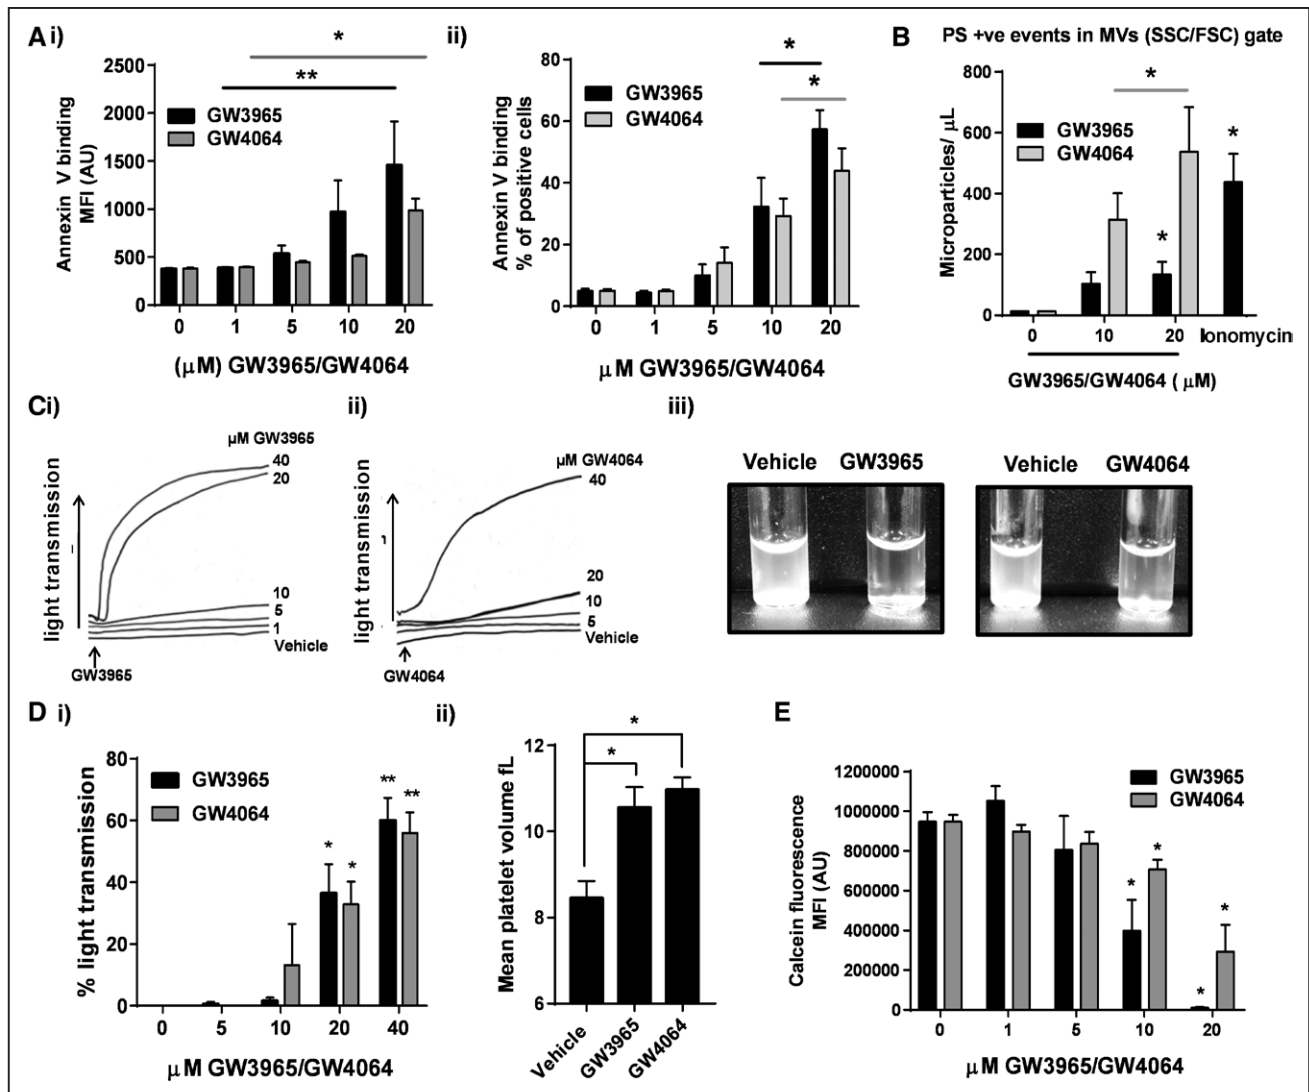 A i)
*
**
2500
2000
1500
1000
500
0
Annexin V binding
MFI (AU)
GW3965
GW4064
0 1 5 10 20
(μM) GW3965/GW4064
ii)
*
*
80
60
40
20
0
Annexin V binding
% of positive cells
GW3965
GW4064
0 1 5 10 20
μM GW3965/GW4064
B PS +ve events in MVs (SSC/FSC) gate
*
*
*
800
600
400
200
0
Microparticles/ μL
GW3965
GW4064
0 10 20 Ionomycin
GW3965/GW4064 ( μM)
Ci)
μM GW3965
40
20
10
5
1
Vehicle
light transmission
GW3965
ii)
μM GW4064
40
20
10
5
Vehicle
light transmission
GW4064
iii)
Vehicle GW3965
Vehicle GW4064
D i)
80
60
40
20
0
% light transmission
GW3965
GW4064
*
*
**
**
0 5 10 20 40
μM GW3965/GW4064
ii)
*
*
12
10
8
6
Mean platelet volume fL
Vehicle
GW3965
GW4064
E
1200000
1000000
800000
600000
400000
200000
0
Calcein fluorescence
MFI (AU)
GW3965
GW4064
*
*
*
*
0 1 5 10 20
μM GW3965/GW4064